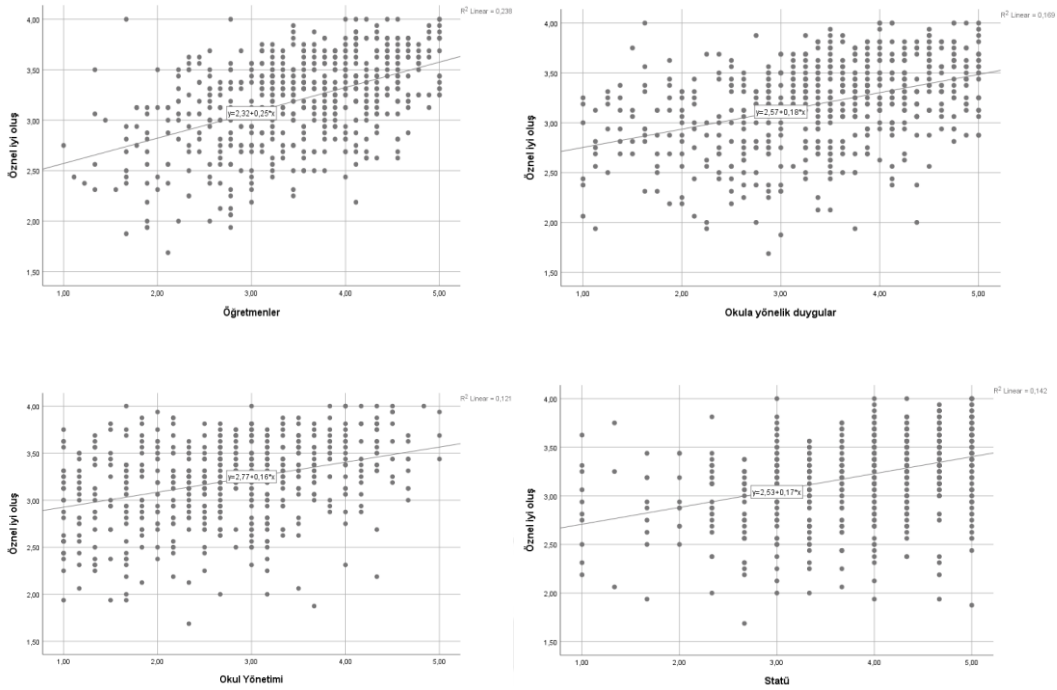 R² Linear = 0,239
Öznel iyi oluş
4,00
3,50
3,00
2,50
2,00
1,50
y=2,32+0,25*x
1,00
2,00
3,00
4,00
5,00
Öğretmenler
R² Linear = 0,169
Öznel iyi oluş
4,00
3,50
3,00
2,50
2,00
1,50
y=2,57+0,18*x
1,00
2,00
3,00
4,00
5,00
Okula yönelik duygular
R² Linear = 0,121
Öznel iyi oluş
4,00
3,50
3,00
2,50
2,00
1,50
y=2,77+0,16*x
1,00
2,00
3,00
4,00
5,00
Okul Yönetimi
R² Linear = 0,142
Öznel iyi oluş
4,00
3,50
3,00
2,50
2,00
1,50
y=2,53+0,17*x
1,00
2,00
3,00
4,00
5,00
Statü